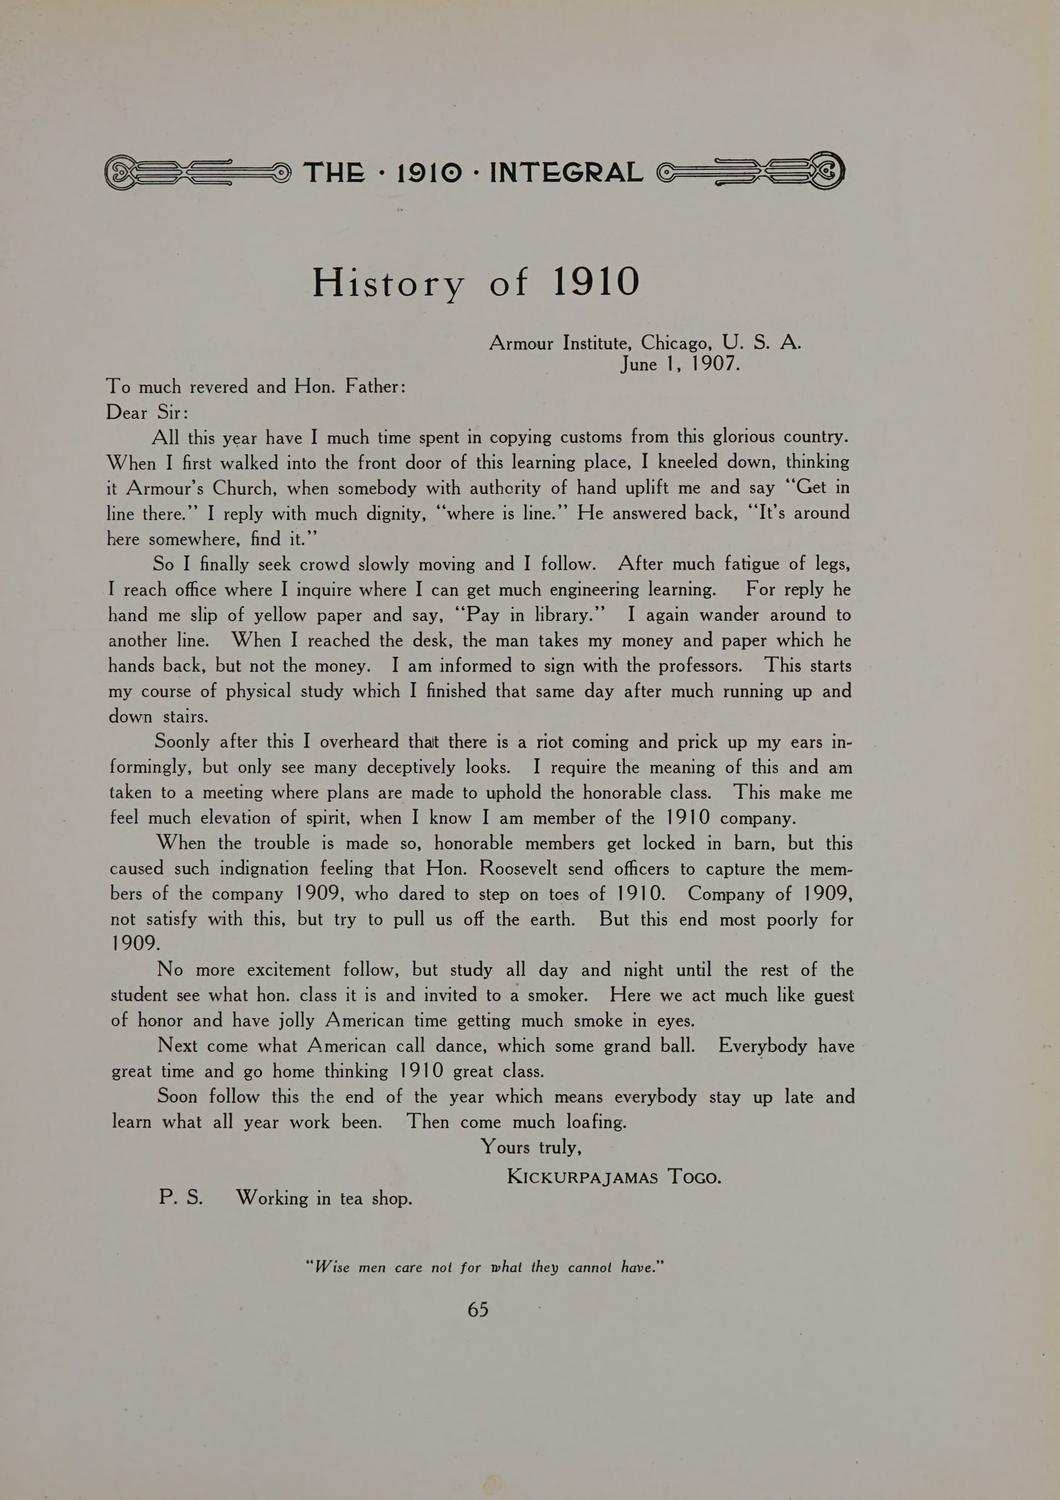 THE · 1910 · INTEGRAL
History of 1910
Armour Institute, Chicago, U. S. A.
June 1, 1907.
To much revered and Hon. Father:
Dear Sir:
All this year have I much time spent in copying customs from this glorious country.
When I first walked into the front door of this learning place, I kneeled down, thinking
it Armour's Church, when somebody with authority of hand uplift me and say "Get in
line there." I reply with much dignity, "where is line." He answered back, "It's around
here somewhere, find it."
So I finally seek crowd slowly moving and I follow. After much fatigue of legs,
I reach office where I inquire where I can get much engineering learning. For reply he
hand me slip of yellow paper and say, "Pay in library." I again wander around to
another line. When I reached the desk, the man takes my money and paper which he
hands back, but not the money. I am informed to sign with the professors. This starts
my course of physical study which I finished that same day after much running up and
down stairs.
Soonly after this I overheard that there is a riot coming and prick up my ears in-
formingly, but only see many deceptively looks. I require the meaning of this and am
taken to a meeting where plans are made to uphold the honorable class. This make me
feel much elevation of spirit, when I know I am member of the 1910 company.
When the trouble is made so, honorable members get locked in barn, but this
caused such indignation feeling that Hon. Roosevelt send officers to capture the mem-
bers of the company 1909, who dared to step on toes of 1910. Company of 1909,
not satisfy with this, but try to pull us off the earth. But this end most poorly for
1909.
No more excitement follow, but study all day and night until the rest of the
student see what hon. class it is and invited to a smoker. Here we act much like guest
of honor and have jolly American time getting much smoke in eyes.
Next come what American call dance, which some grand ball. Everybody have
great time and go home thinking 1910 great class.
Soon follow this the end of the year which means everybody stay up late and
learn what all year work been. Then come much loafing.
Yours truly,
KICKURPAJAMAS TOGO.
P. S. Working in tea shop.
"Wise men care not for what they cannot have."
65